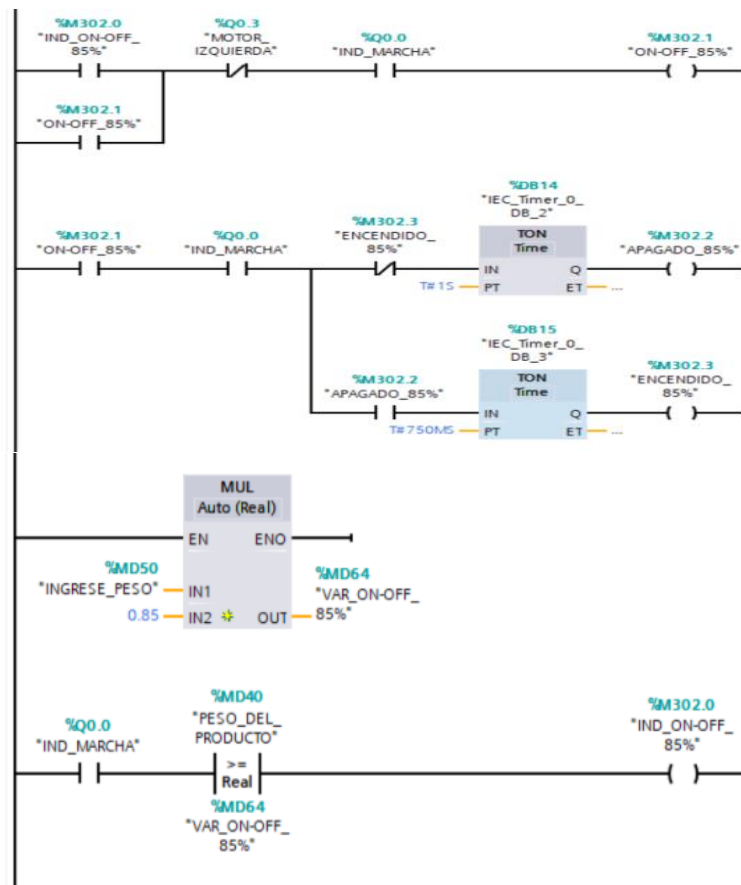 %M302.0
"IND_ON-OFF_
85%"
%Q0.3
"MOTOR_
IZQUIERDA"
%Q0.0
"IND_MARCHA"
%M302.1
"ON-OFF_85%"
%M302.1
"ON-OFF_85%"
%M302.1
"ON-OFF_85%"
%Q0.0
"IND_MARCHA"
%M302.3
"ENCENDIDO_
85%"
%DB14
"IEC_Timer_0_
DB_2"
TON
Time
IN Q
T#1S PT ET ...
%M302.2
"APAGADO_85%"
%M302.2
"APAGADO_85%"
%DB15
"IEC_Timer_0_
DB_3"
TON
Time
IN Q
T#750MS PT ET ...
%M302.3
"ENCENDIDO_
85%"
MUL
Auto (Real)
EN ENO
%MD50
"INGRESE_PESO" IN1
0.85 IN2 OUT
%MD64
"VAR_ON-OFF_
85%"
%Q0.0
"IND_MARCHA"
%MD40
"PESO_DEL_
PRODUCTO"
>=
Real
%MD64
"VAR_ON-OFF_
85%"
%M302.0
"IND_ON-OFF_
85%"